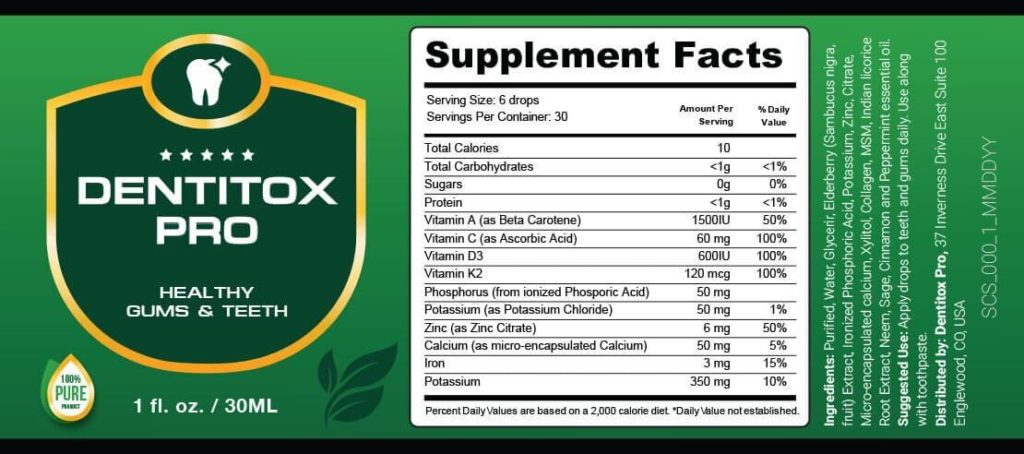 DENTITOX
PRO
HEALTHY
GUMS & TEETH
100%
PURE
PRODUCT
1 fl. oz. / 30ML
Supplement Facts
Serving Size: 6 drops
Servings Per Container: 30
Amount Per Serving
% Daily Value
Total Calories 10
Total Carbohydrates <1g <1%
Sugars 0g 0%
Protein <1g <1%
Vitamin A (as Beta Carotene) 1500IU 50%
Vitamin C (as Ascorbic Acid) 60 mg 100%
Vitamin D3 600IU 100%
Vitamin K2 120 mcg 100%
Phosphorus (from ionized Phosporic Acid) 50 mg
Potassium (as Potassium Chloride) 50 mg 1%
Zinc (as Zinc Citrate) 6 mg 50%
Calcium (as micro-encapsulated Calcium) 50 mg 5%
Iron 3 mg 15%
Potassium 350 mg 10%
Percent Daily Values are based on a 2,000 calorie diet. *Daily Value not established.
Ingredients: Purified, Water, Glycerir, Elderberry (Sambucus nigra,
fruit) Extract, Ironized Phosphoric Acid, Potassium, Zinc, Citrate,
Micro-encapsulated calcium, Xylitol, Collagen, MSM, Indian licorice
Root Extract, Neem, Sage, Cinnamon and Peppermint essential oil.
Suggested Use: Apply drops to teeth and gums daily. Use along
with toothpaste.
Distributed by: Dentitox Pro, 37 Inverness Drive East Suite 100
Englewood, CO, USA
SCS_000_1_MMDDYY